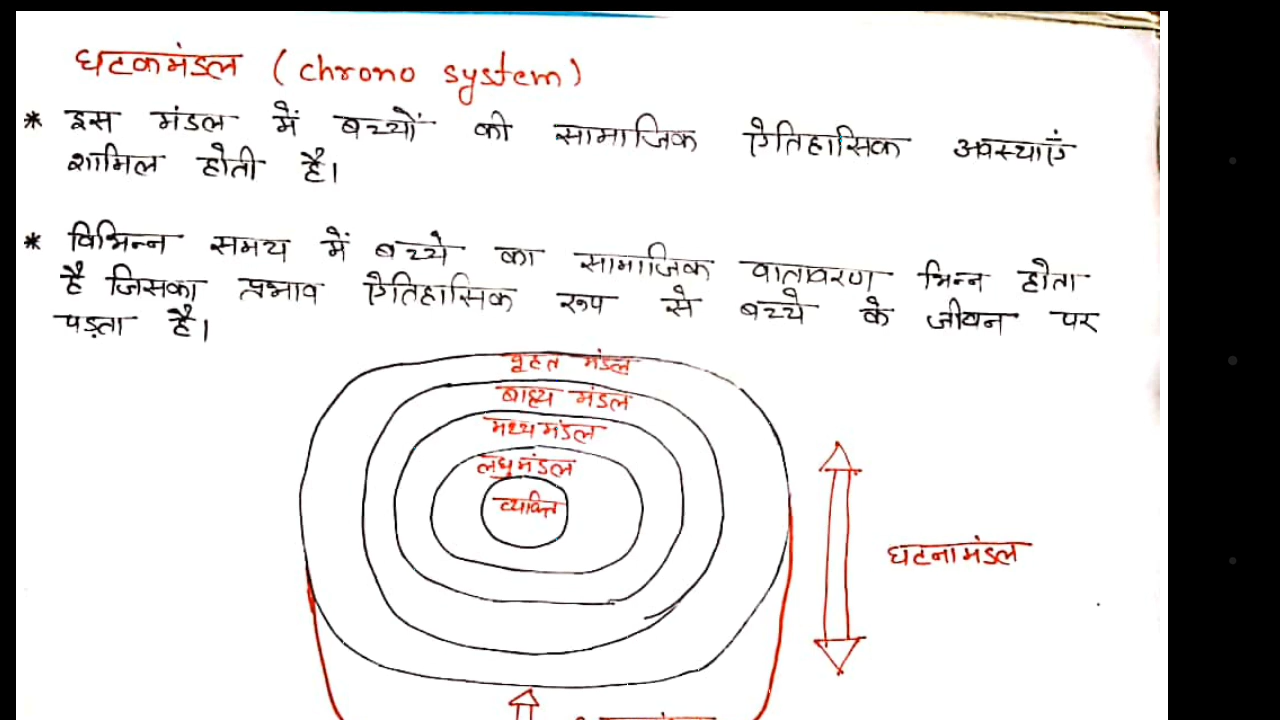 घटकमंडल (chrono system)
* इस मंडल में बच्चों की सामाजिक ऐतिहासिक अवस्थाएँ
शामिल होती है।
* विभिन्न समय में बच्चे का सामाजिक वातावरण भिन्न होता
है जिसका प्रभाव ऐतिहासिक रूप से बच्चे के जीवन पर
पड़ता है।
मंडल
बाह्य मंडल
मध्यमंडल
लघुमंडल
व्यक्ति
घटनामंडल